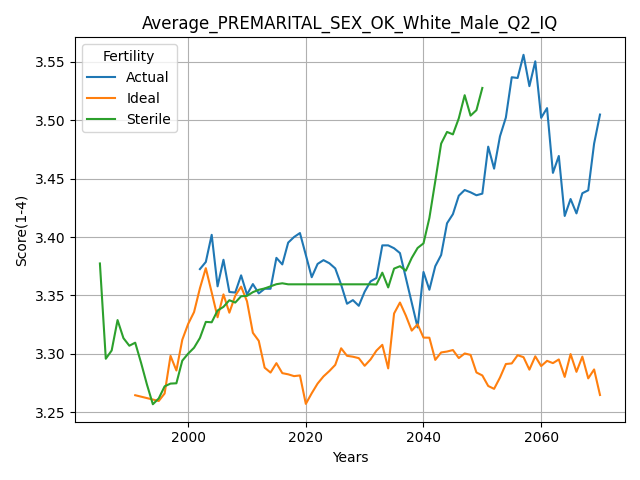 Average_PREMARITAL_SEX_OK_White_Male_Q2_IQ
Fertility
Actual
Ideal
Sterile
Score(1-4)
3.55
3.50
3.45
3.40
3.35
3.30
3.25
2000 2020 2040 2060
Years